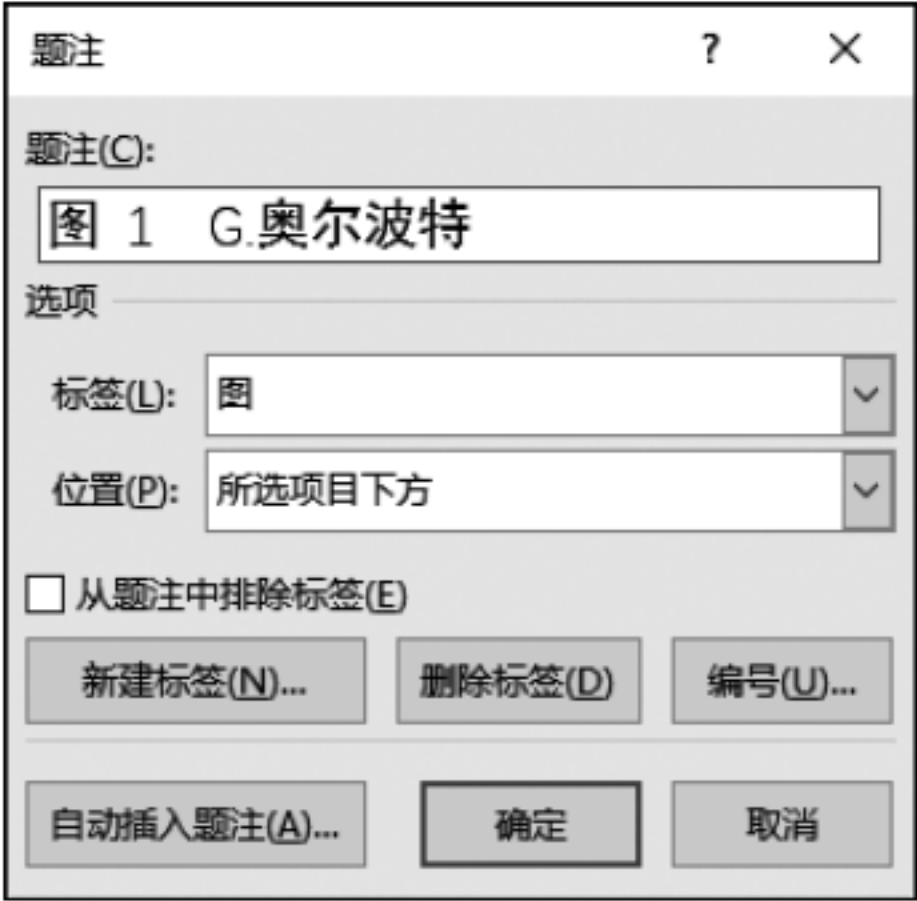 题注 ? ×
题注(C):
图 1 G.奥尔波特
选项
标签(L): 图
位置(P): 所选项目下方
从题注中排除标签(E)
新建标签(N)... 删除标签(D) 编号(U)...
自动插入题注(A)... 确定 取消